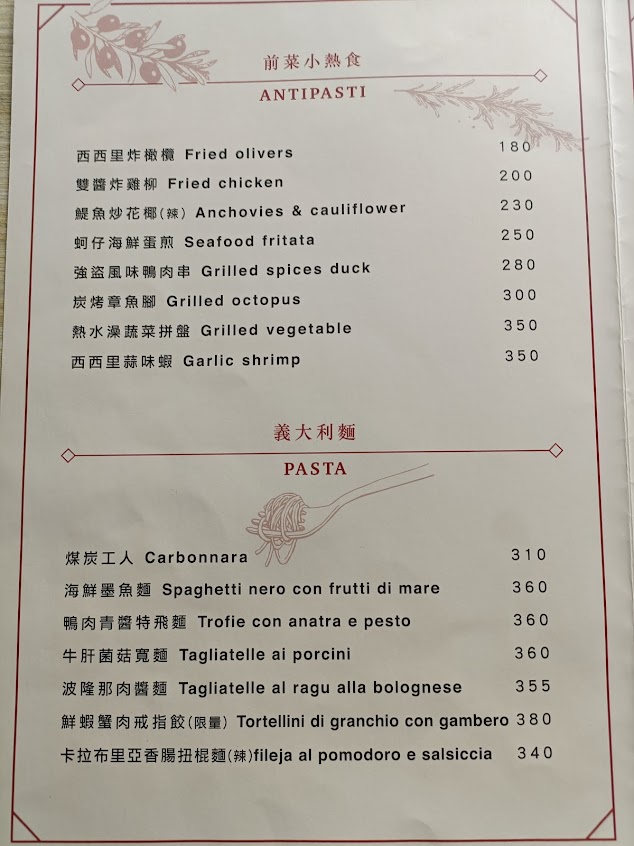 前菜小熱食
ANTIPASTI
西西里炸橄欖 Fried olivers 180
雙醬炸雞柳 Fried chicken 200
鯷魚炒花椰(辣) Anchovies & cauliflower 230
蚵仔海鮮蛋煎 Seafood fritata 250
強盜風味鴨肉串 Grilled spices duck 280
炭烤章魚腳 Grilled octopus 300
熱水澡蔬菜拼盤 Grilled vegetable 350
西西里蒜味蝦 Garlic shrimp 350
義大利麵
PASTA
煤炭工人 Carbonnara 310
海鮮墨魚麵 Spaghetti nero con frutti di mare 360
鴨肉青醬特飛麵 Trofie con anatra e pesto 360
牛肝菌菇寬麵 Tagliatelle ai porcini 360
波隆那肉醬麵 Tagliatelle al ragu alla bolognese 355
鮮蝦蟹肉戒指餃(限量) Tortellini di granchio con gambero 380
卡拉布里亞香腸扭棍麵(辣)fileja al pomodoro e salsiccia 340